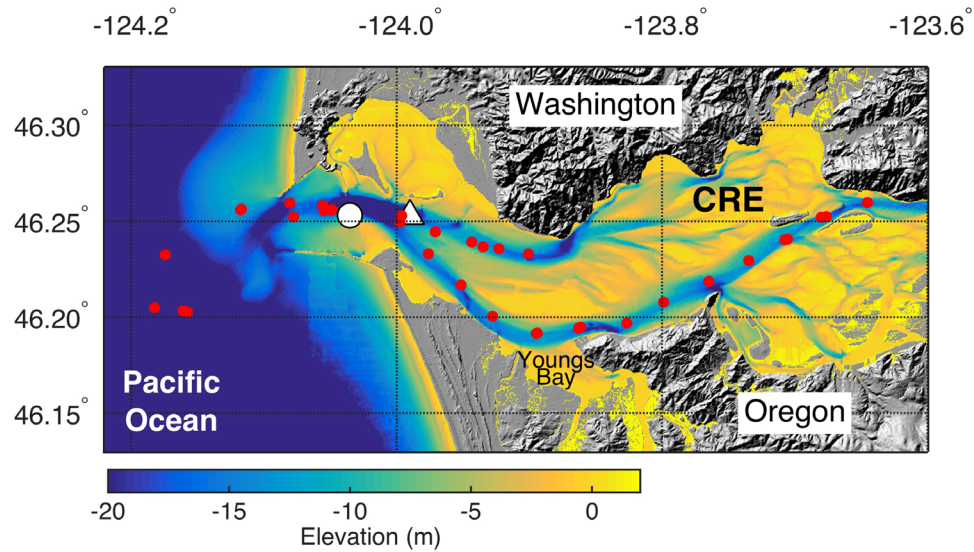 -124.2° -124.0° -123.8° -123.6°
46.30°
46.25°
46.20°
46.15°
Washington
CRE
Youngs
Bay
Pacific
Ocean
Oregon
-20 -15 -10 -5 0
Elevation (m)